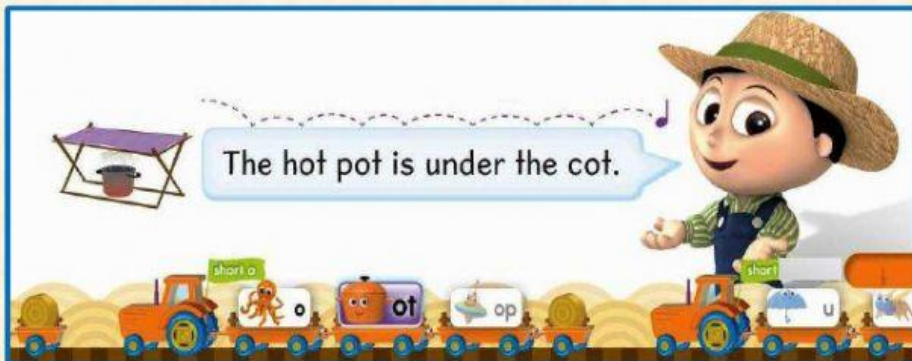 The hot pot is under the cot.
short o
o
ot
op
short
u